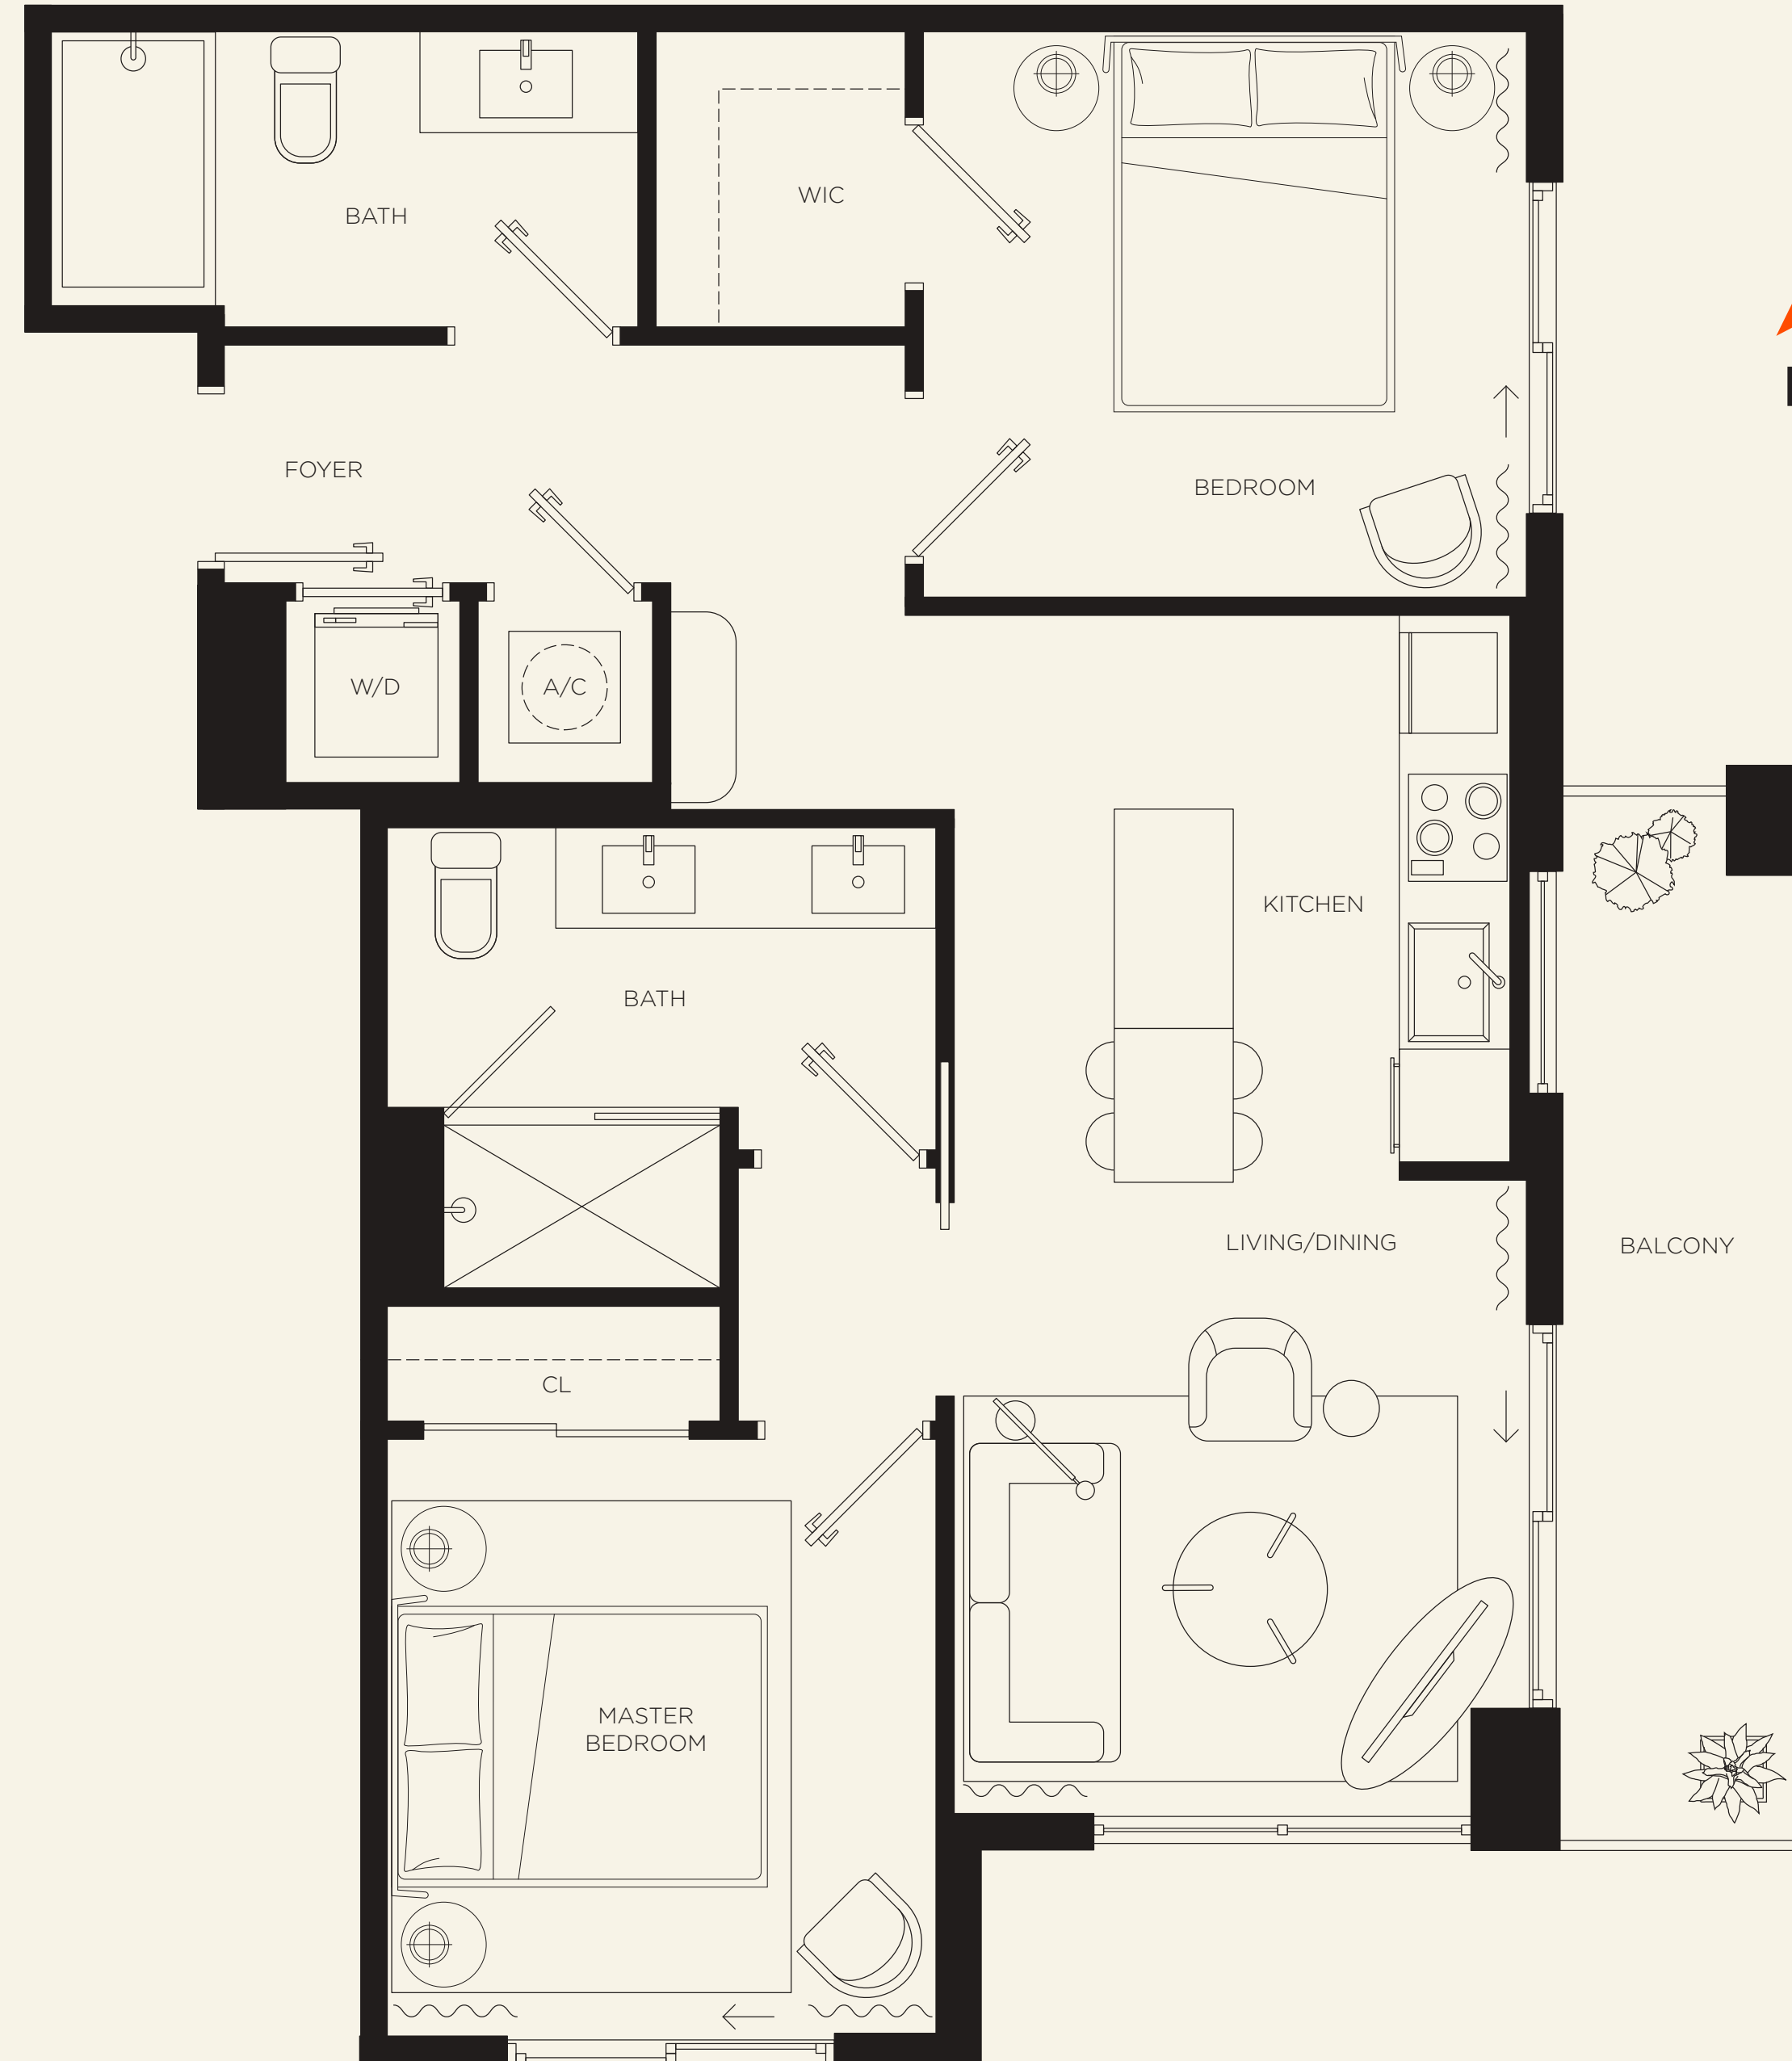 BATH
WIC
FOYER
BEDROOM
W/D
A/C
KITCHEN
BATH
LIVING/DINING
BALCONY
CL
MASTER
BEDROOM